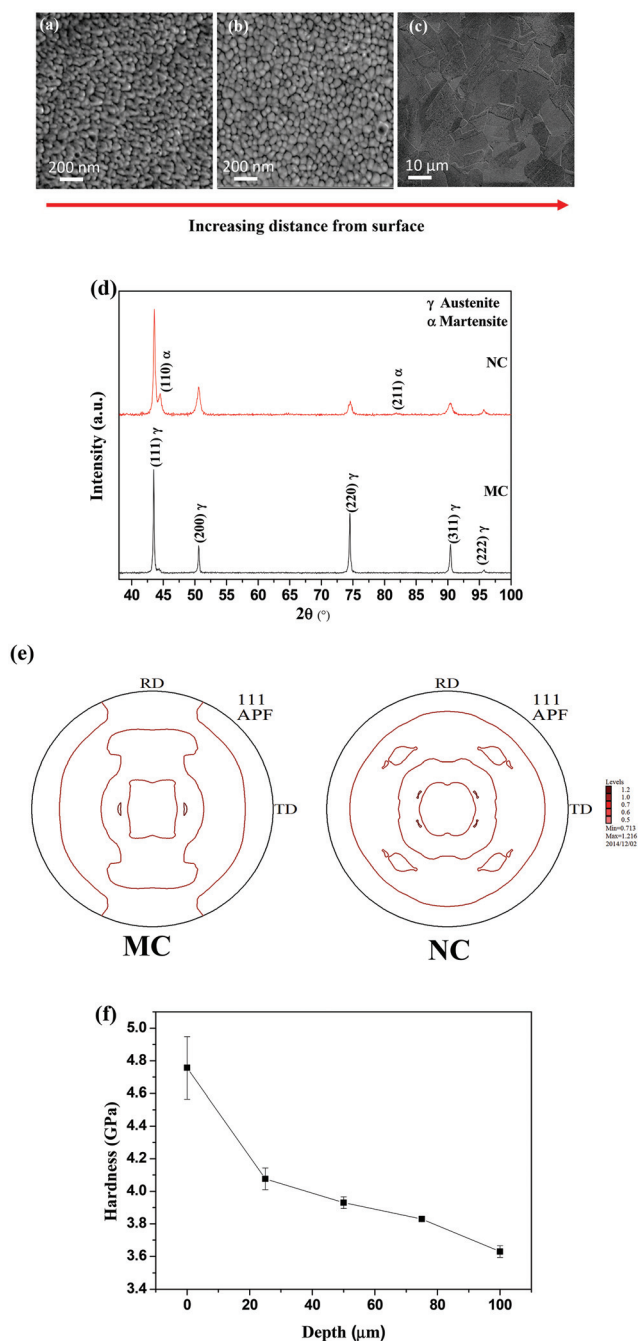 (a)
(b)
(c)
200 nm
200 nm
10 µm
Increasing distance from surface
(d)
γ Austenite
α Martensite
NC
(110) α
(211) α
MC
(111) γ
(200) γ
(220) γ
(311) γ
(222) γ
Intensity (a.u.)
40 45 50 55 60 65 70 75 80 85 90 95 100
2θ (°)
(e)
RD
111
APF
TD
MC
RD
111
APF
TD
NC
Levels
1.2
1.0
0.7
0.6
0.5
Min=0.713
Max=1.216
2014/12/02
(f)
5.0
4.8
4.6
4.4
4.2
4.0
3.8
3.6
3.4
Hardness (GPa)
0 20 40 60 80 100
Depth (µm)